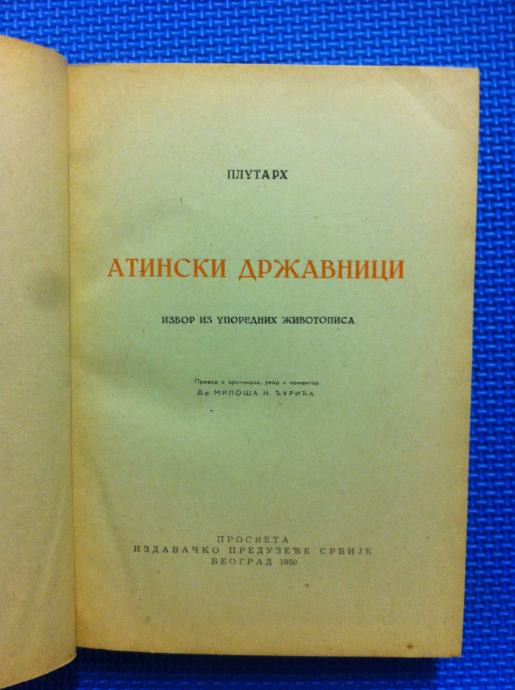 ПЛУТАРХ
АТИНСКИ ДРЖАВНИЦИ
ИЗБОР ИЗ УПОРЕДНИХ ЖИВОТОПИСА
Превод с оригинала, увод и коментар
Д-р МИЛОША Н. ЂУРИЋА
ПРОСВЕТА
ИЗДАВАЧКО ПРЕДУЗЕЋЕ СРБИЈЕ
БЕОГРАД 1950